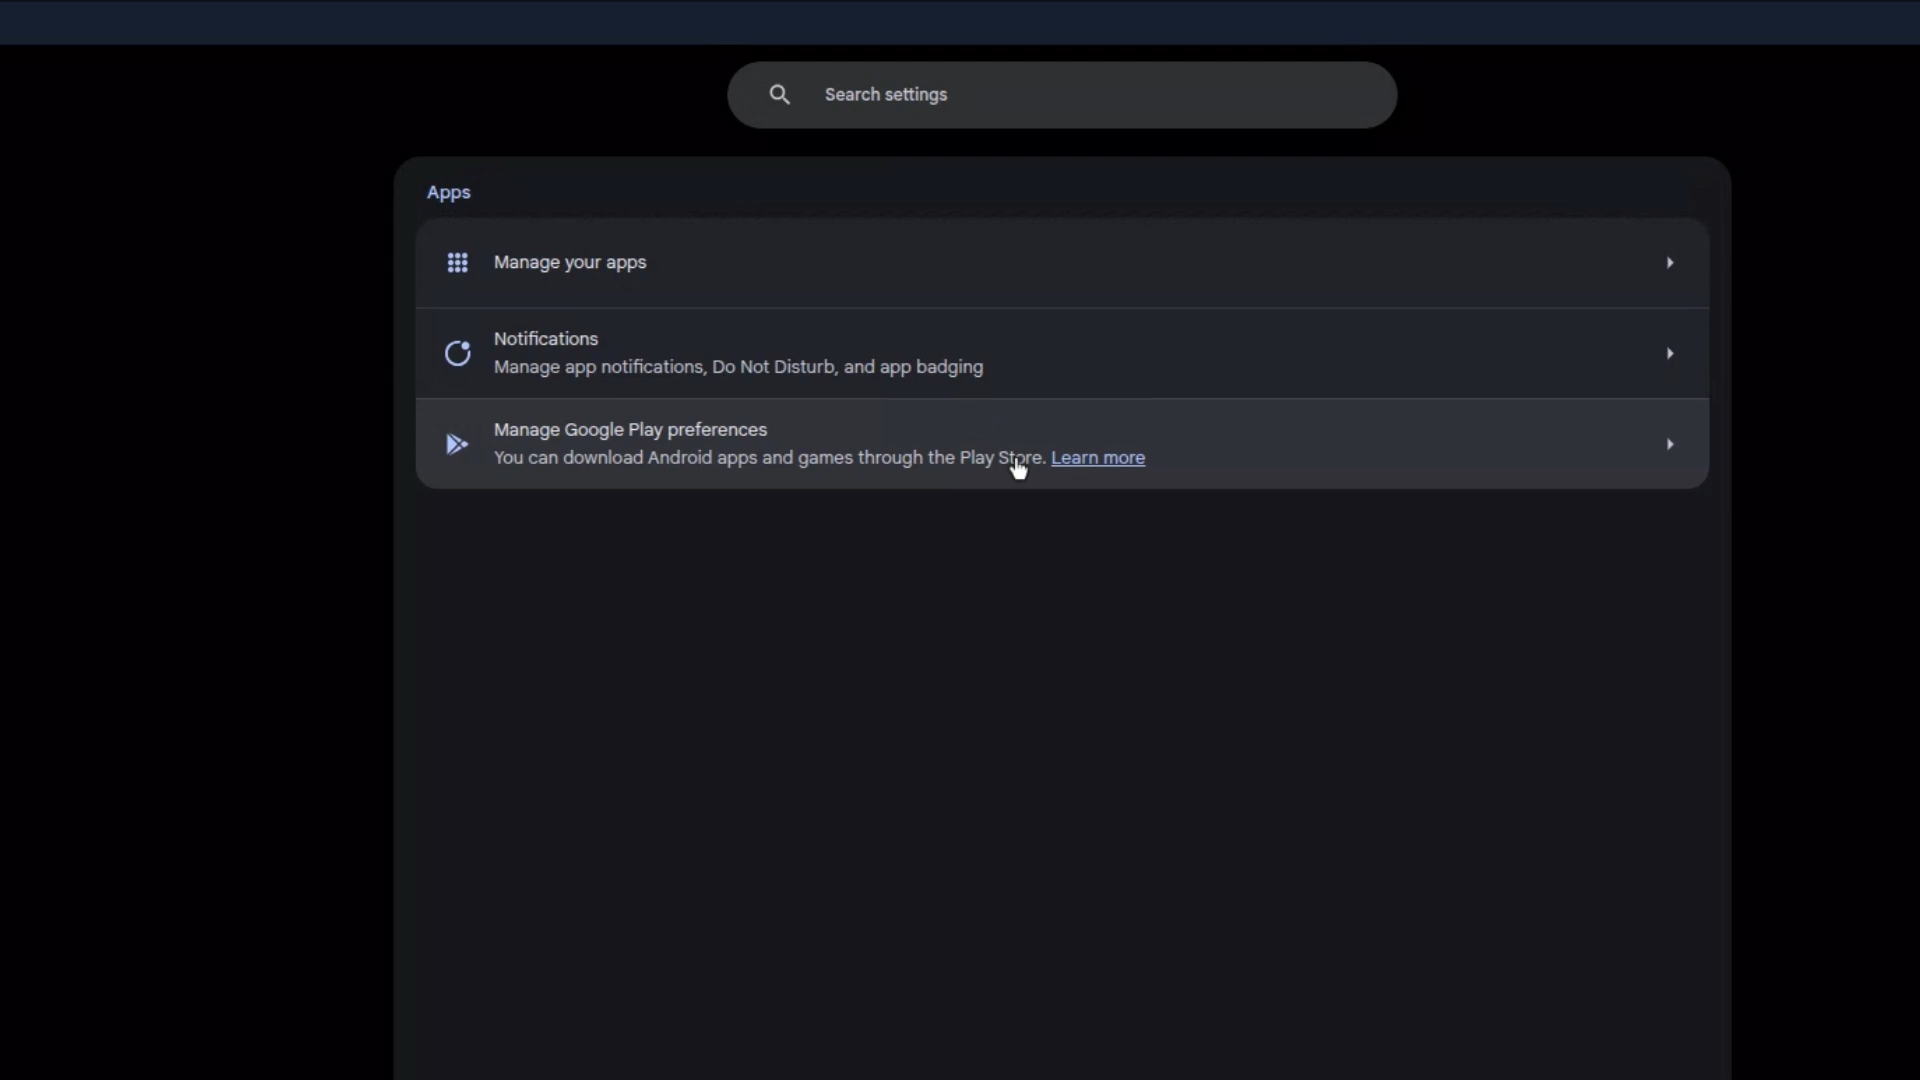 Search settings
Apps
Manage your apps
Notifications
Manage app notifications, Do Not Disturb, and app badging
Manage Google Play preferences
You can download Android apps and games through the Play Store. Learn more